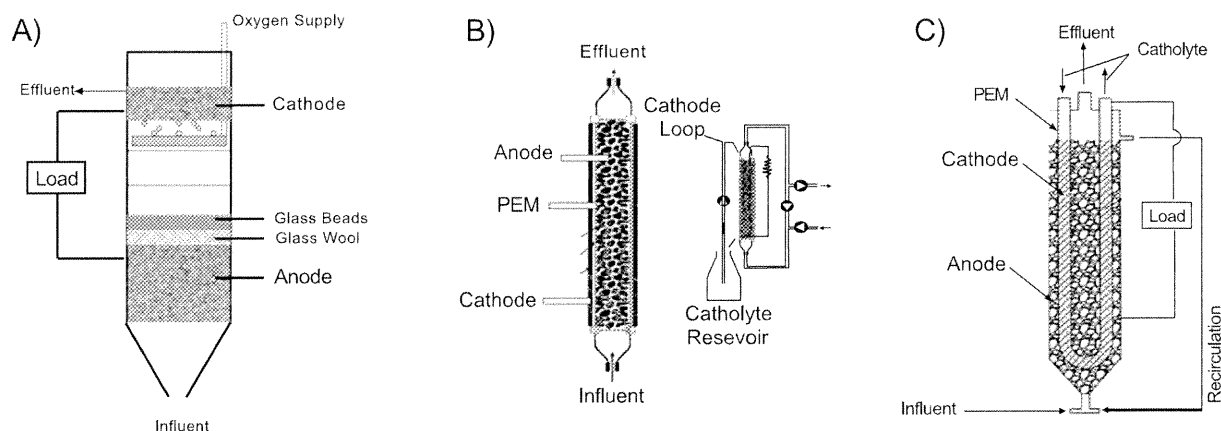 A)
Oxygen Supply
Effluent
Cathode
Load
Glass Beads
Glass Wool
Anode
Influent
B)
Effluent
Cathode
Loop
Anode
PEM
Cathode
Catholyte
Resevoir
Influent
C)
Effluent
Catholyte
PEM
Cathode
Load
Anode
Recirculation
Influent